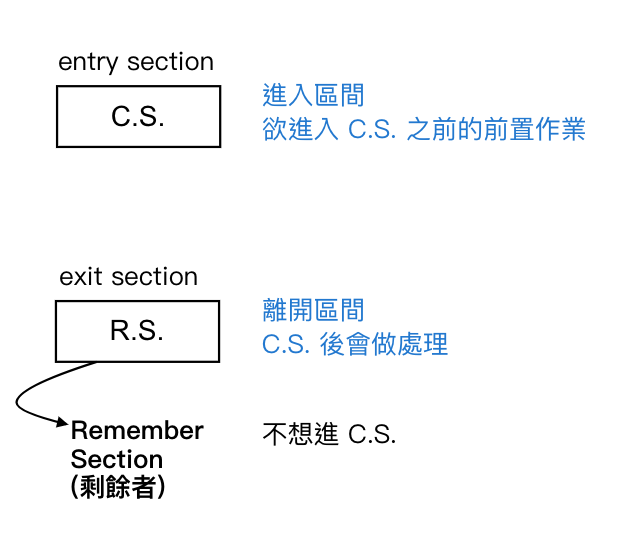 entry section
C.S.
進入區間
欲進入 C.S. 之前的前置作業
exit section
R.S.
離開區間
C.S. 後會做處理
Remember
Section
(剩餘者)
不想進 C.S.